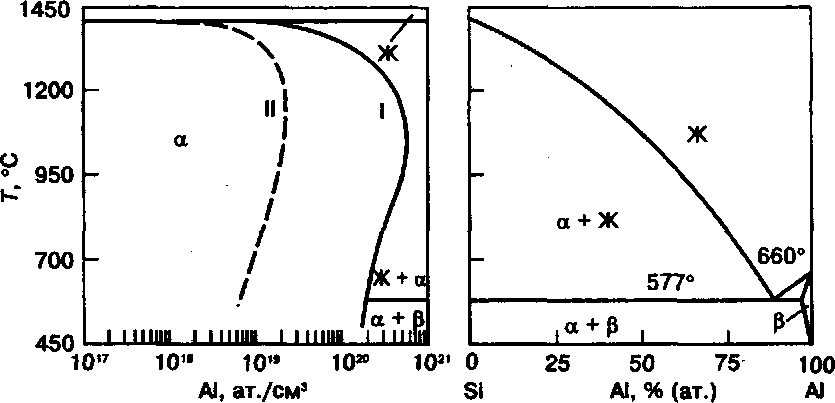 1450
1200
950
700
450
T, °C
α
II
I
Ж
Ж + α
α + β
10¹⁷
10¹⁸
10¹⁹
10²⁰
10²¹
Al, ат./см³
Ж
α + Ж
660°
577°
α + β
β
0
25
50
75
100
Si
Al, % (ат.)
Al